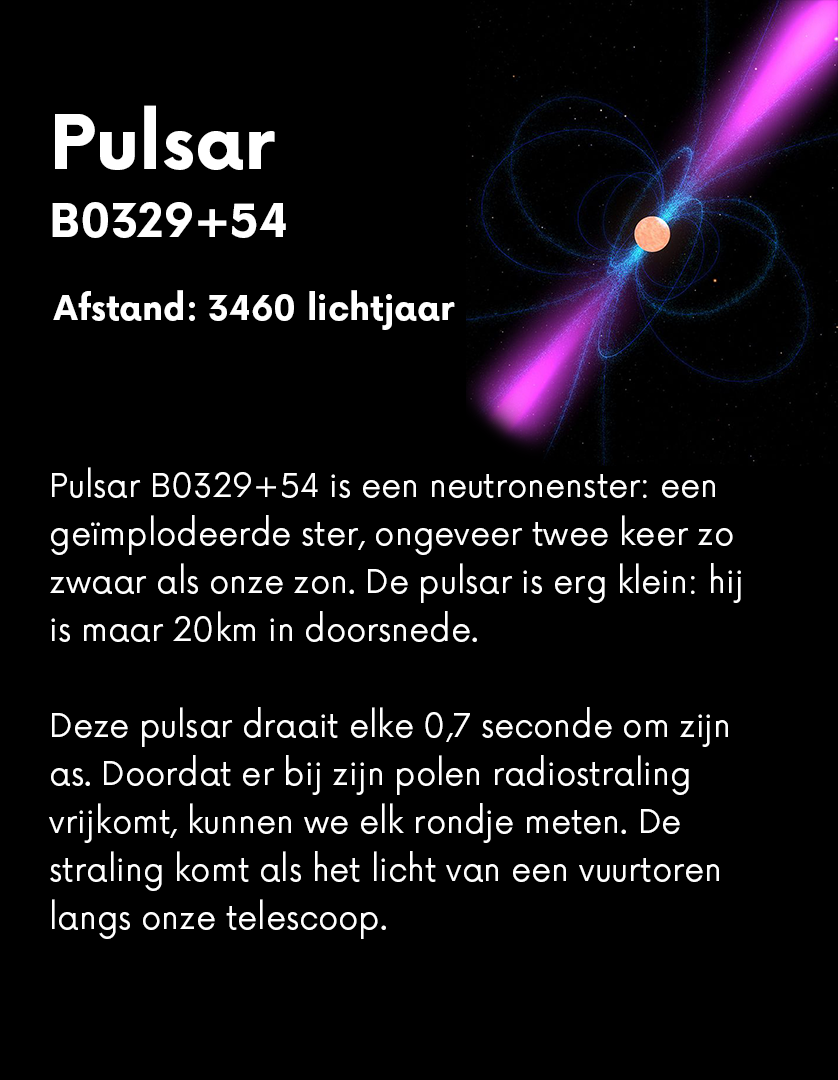 Pulsar
B0329+54
Afstand: 3460 lichtjaar
Pulsar B0329+54 is een neutronenster: een
geïmplodeerde ster, ongeveer twee keer zo
zwaar als onze zon. De pulsar is erg klein: hij
is maar 20km in doorsnede.
Deze pulsar draait elke 0,7 seconde om zijn
as. Doordat er bij zijn polen radiostraling
vrijkomt, kunnen we elk rondje meten. De
straling komt als het licht van een vuurtoren
langs onze telescoop.